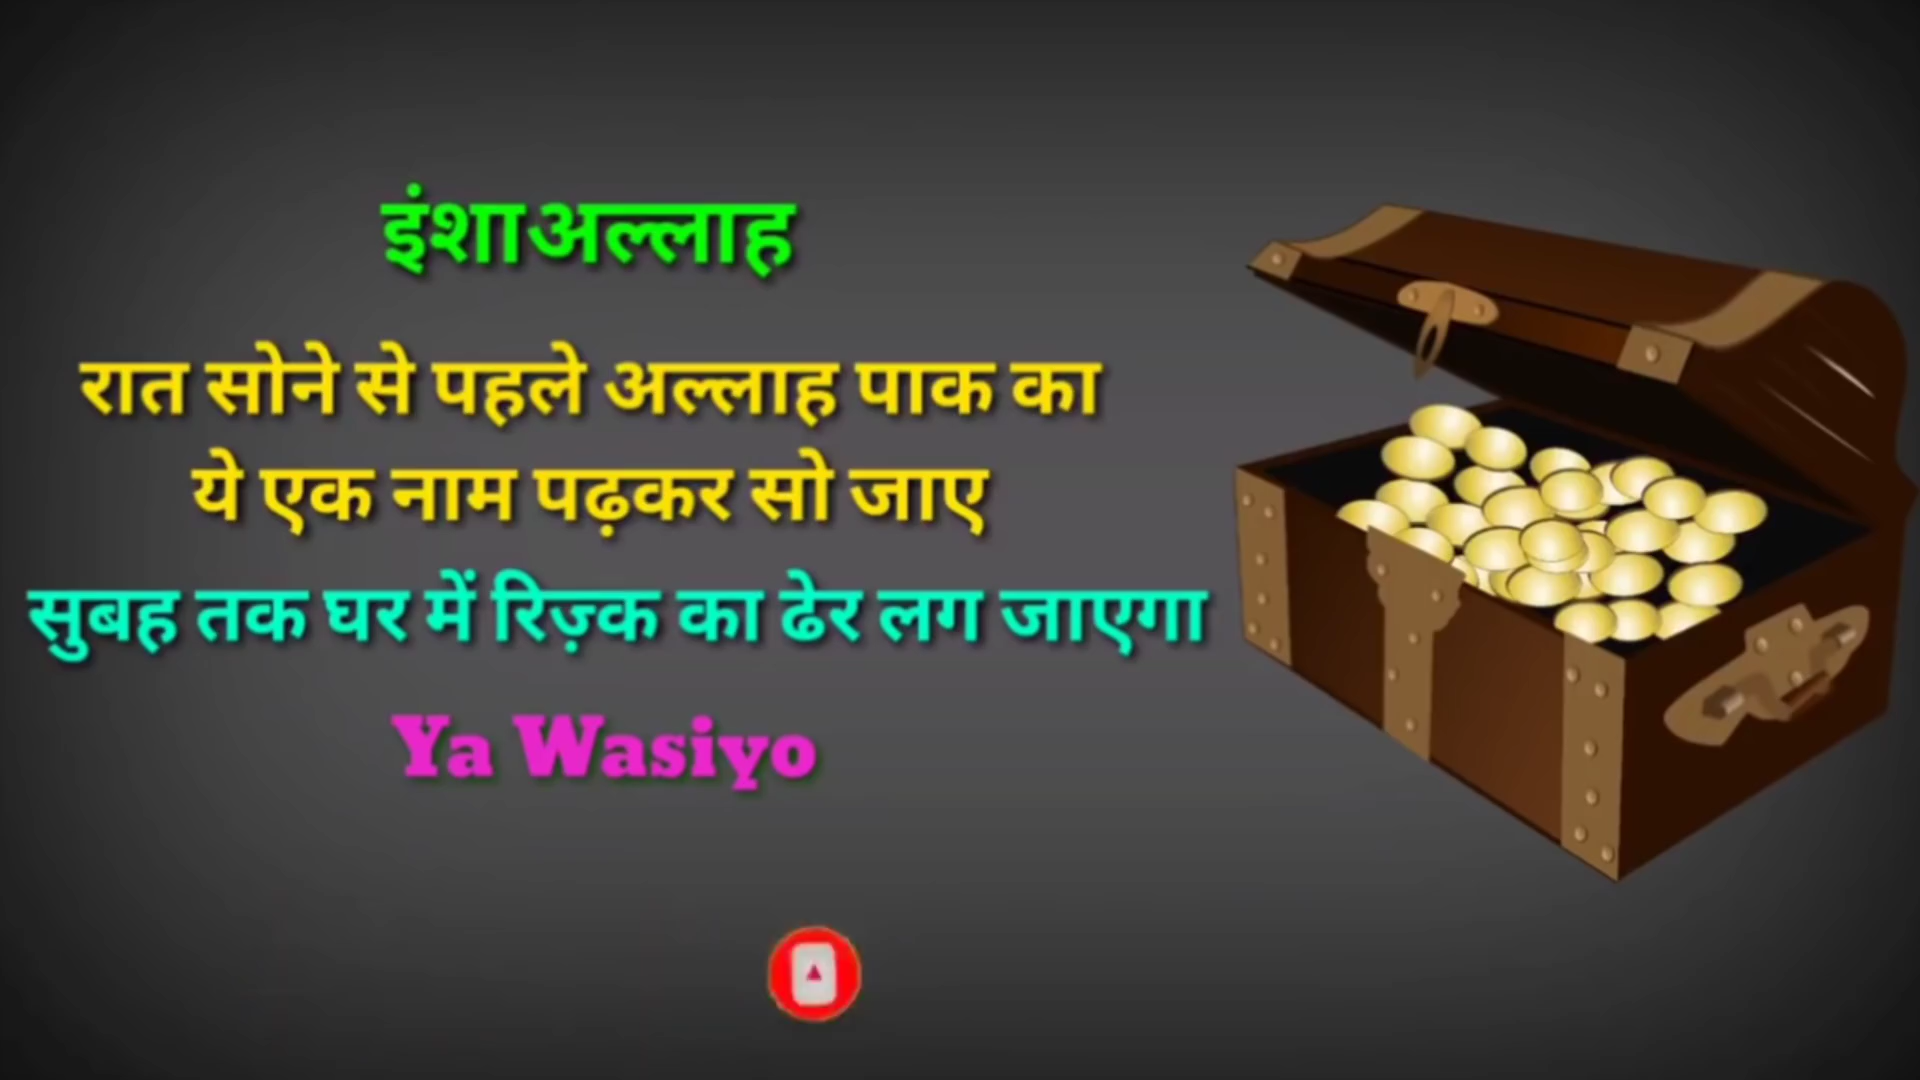 इंशाअल्लाह
रात सोने से पहले अल्लाह पाक का
ये एक नाम पढ़कर सो जाए
सुबह तक घर में रिज़्क का ढेर लग जाएगा
Ya Wasiyo